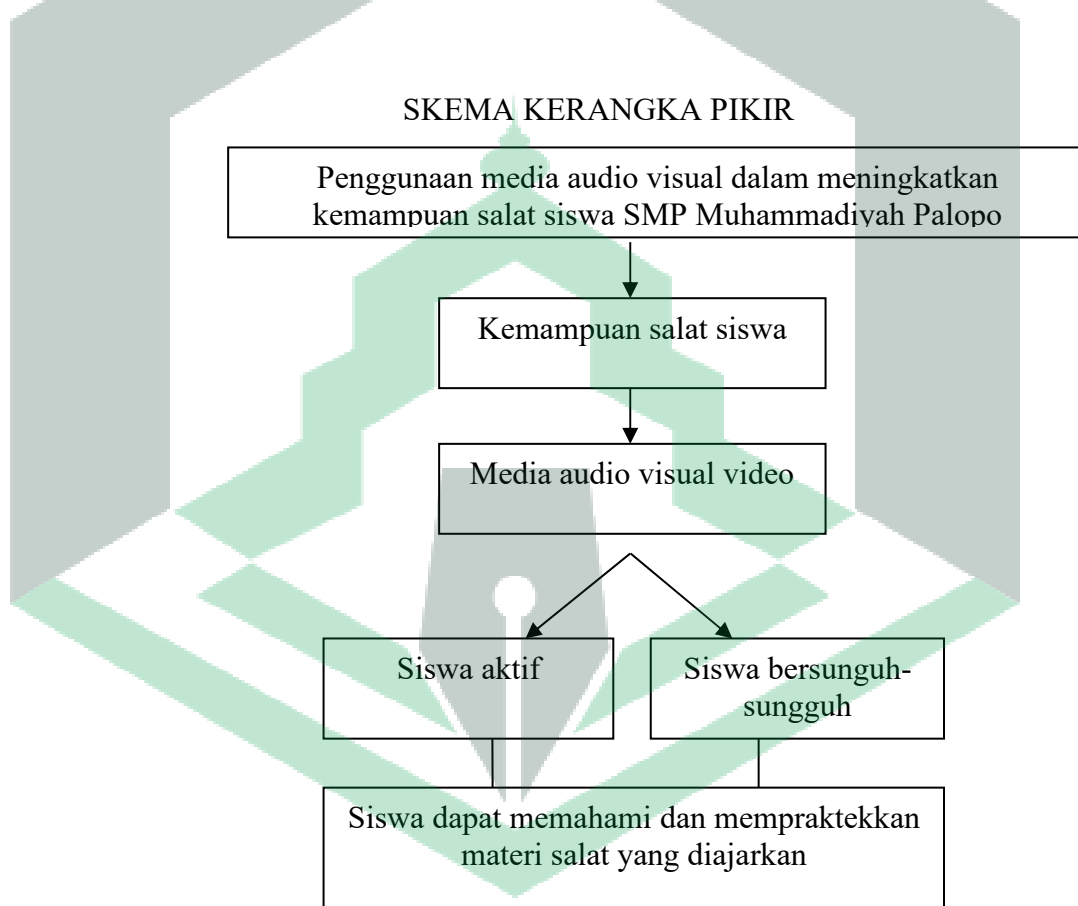 SKEMA KERANGKA PIKIR
Penggunaan media audio visual dalam meningkatkan
kemampuan salat siswa SMP Muhammadiyah Palopo
Kemampuan salat siswa
Media audio visual video
Siswa aktif
Siswa bersunguh-
sungguh
Siswa dapat memahami dan mempraktekkan
materi salat yang diajarkan